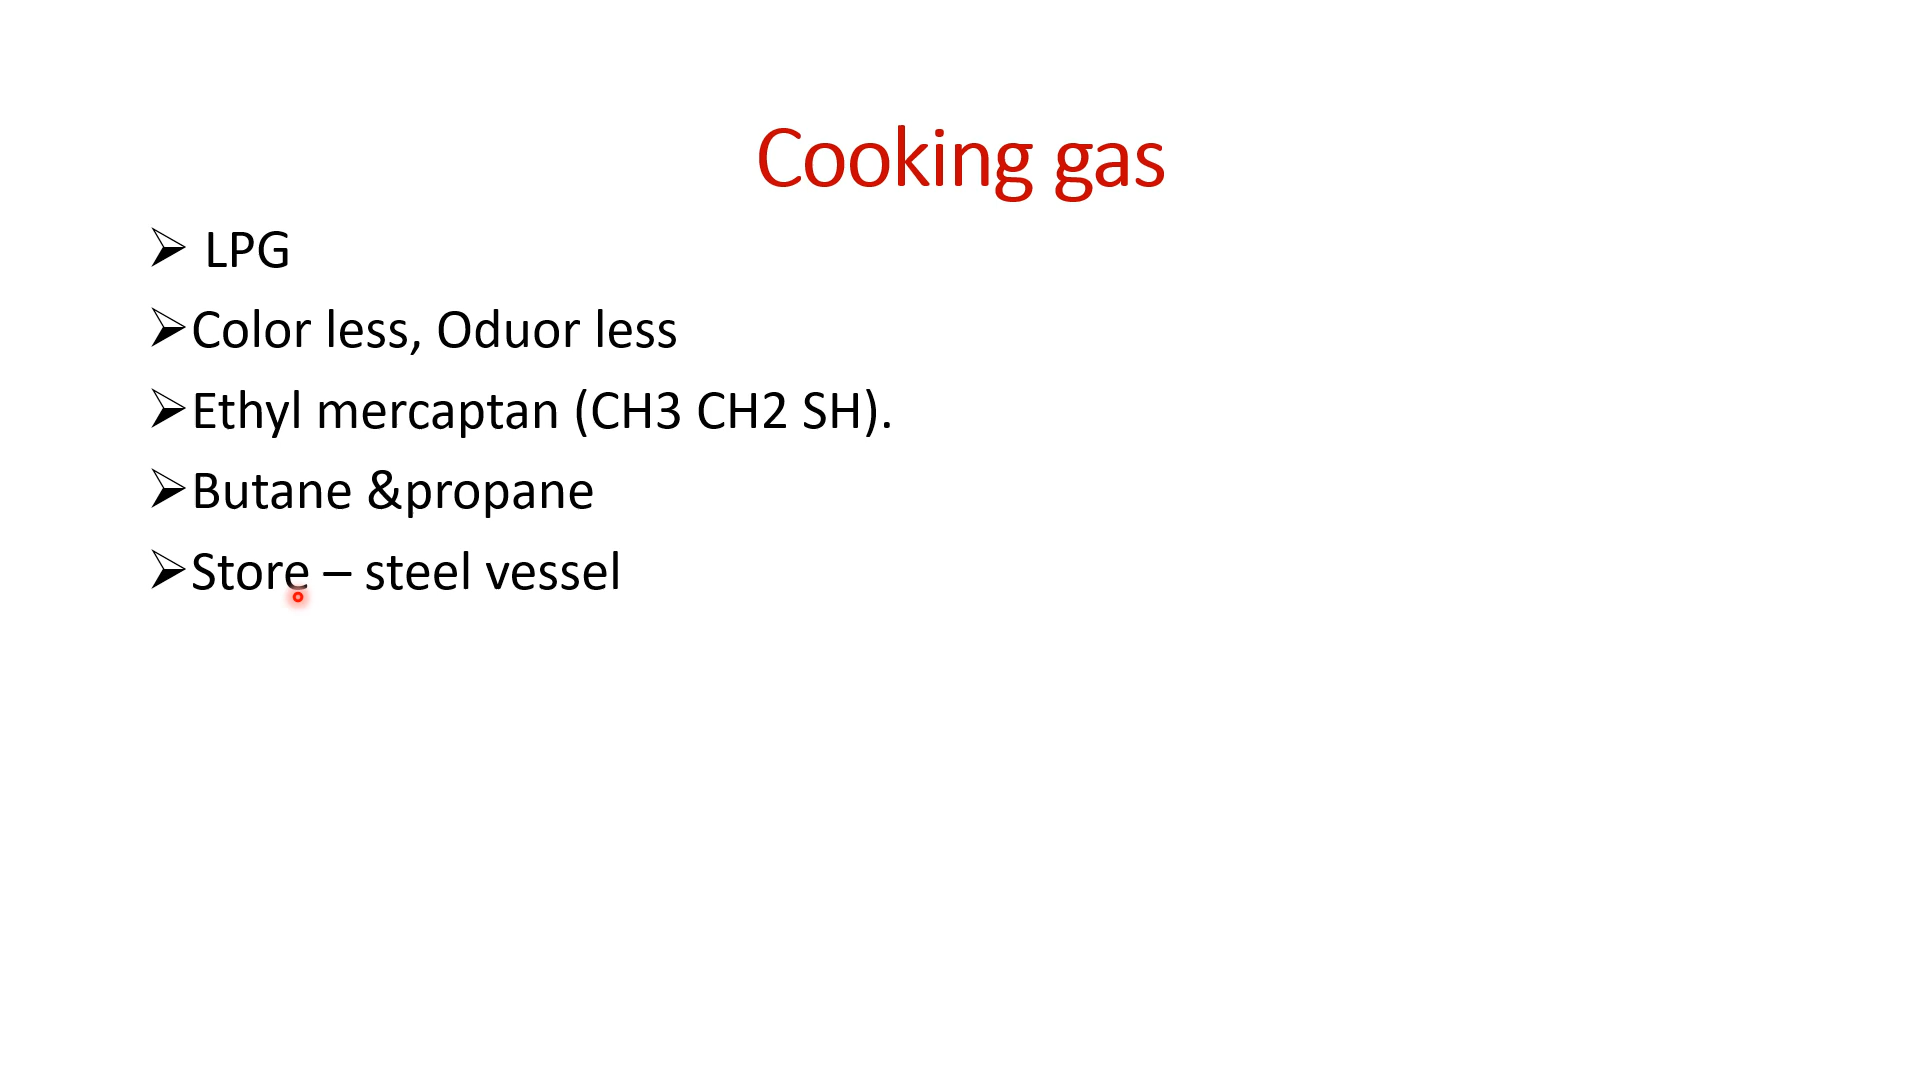 Cooking gas
➢ LPG
➢Color less, Oduor less
➢Ethyl mercaptan (CH3 CH2 SH).
➢Butane &propane
➢Store – steel vessel